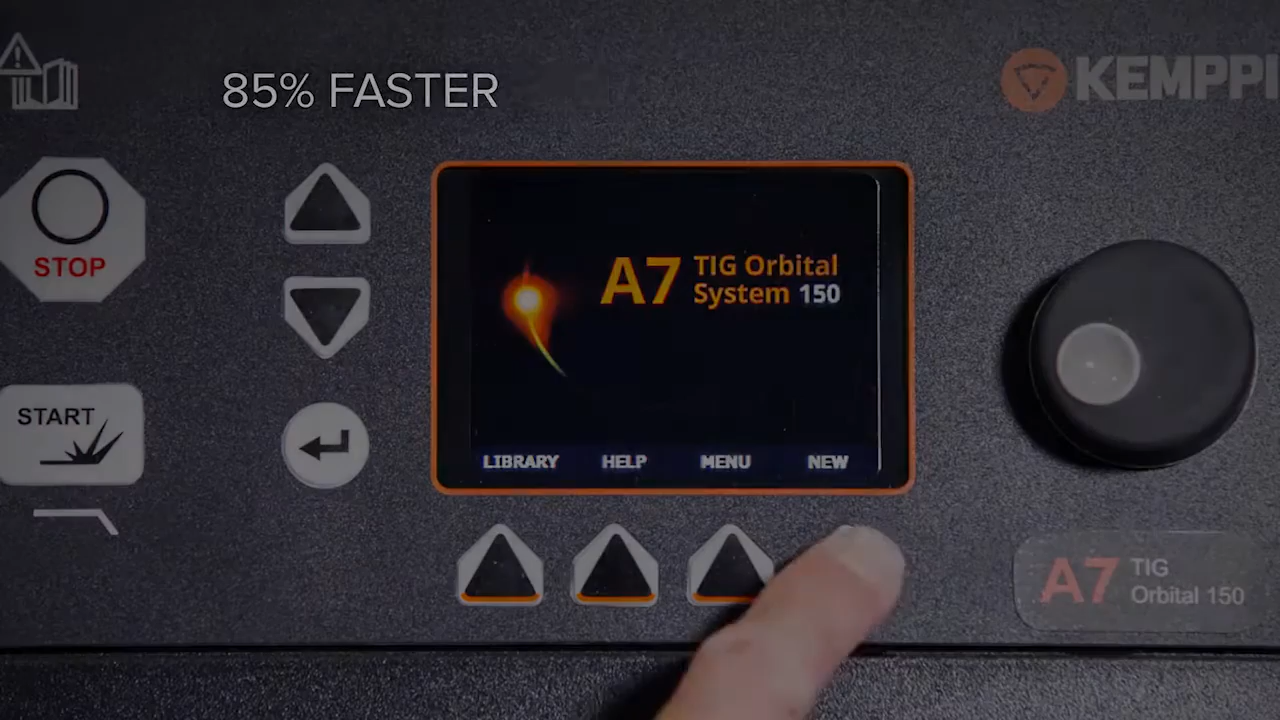 85% FASTER
KEMPPI
STOP
A7 TIG Orbital
System 150
START
LIBRARY HELP MENU NEW
A7 TIG
Orbital 150